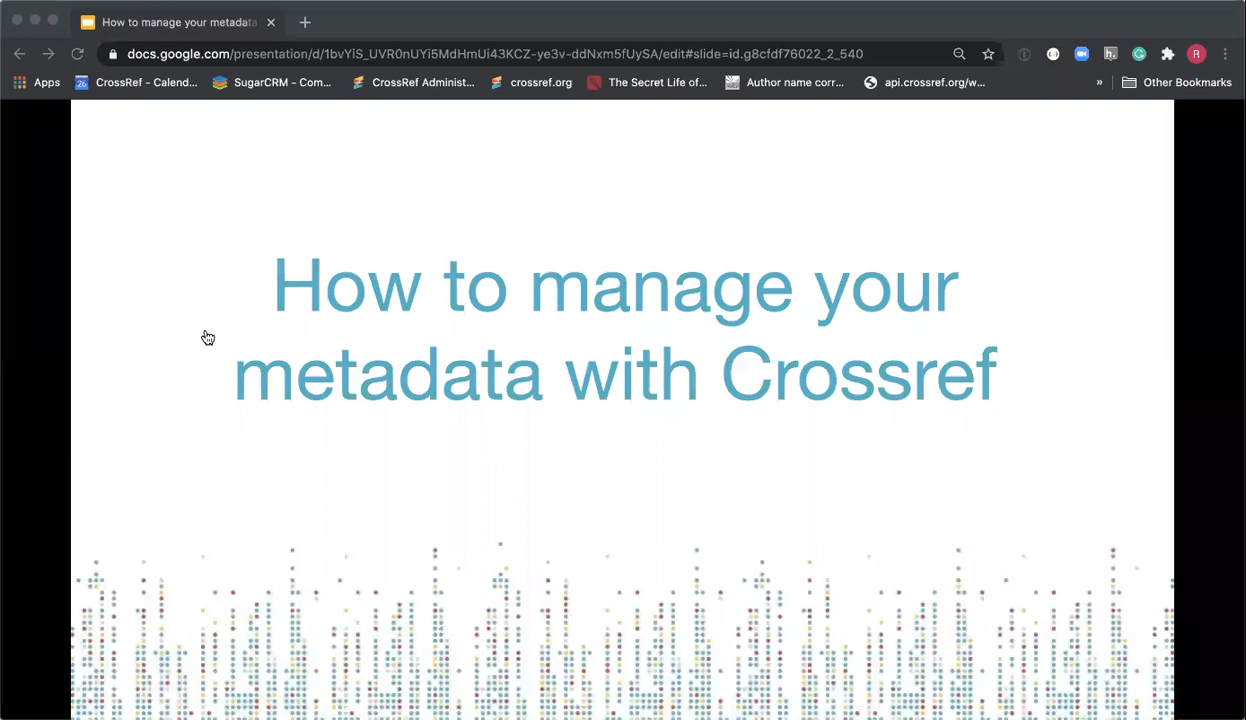 How to manage your metadata
docs.google.com/presentation/d/1bvYiS_UVR0nUYi5MdHmUi43KCZ-ye3v-ddNxm5fUySA/edit#slide=id.g8cfdf76022_2_540
R
Apps
26
CrossRef - Calend...
SugarCRM – Com...
CrossRef Administ...
crossref.org
The Secret Life of...
Author name corr...
api.crossref.org/w...
»
Other Bookmarks
How to manage your
metadata with Crossref